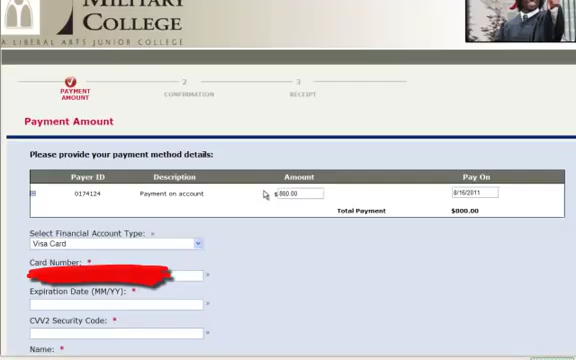 MILITARY
COLLEGE
A LIBERAL ARTS JUNIOR COLLEGE
PAYMENT
AMOUNT
2
CONFIRMATION
3
RECEIPT
Payment Amount
Please provide your payment method details:
Payer ID Description Amount Pay On
0174124 Payment on account $ 800.00 8/16/2011
Total Payment $000.00
Select Financial Account Type: *
Visa Card
Card Number: *
Expiration Date (MM/YY): *
CVV2 Security Code: *
Name: *